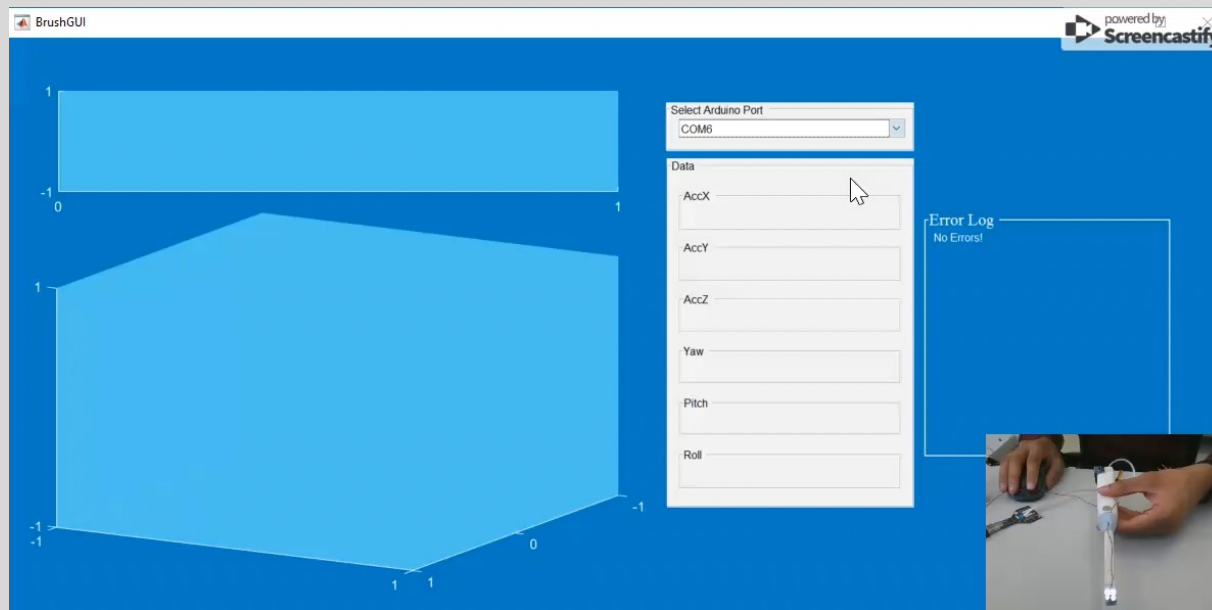 BrushGUI
powered by
Screencastify
1
-1
0
1
Select Arduino Port
COM6
Data
AccX
AccY
AccZ
Yaw
Pitch
Roll
Error Log
No Errors!
1
-1
-1
1
1
0
-1